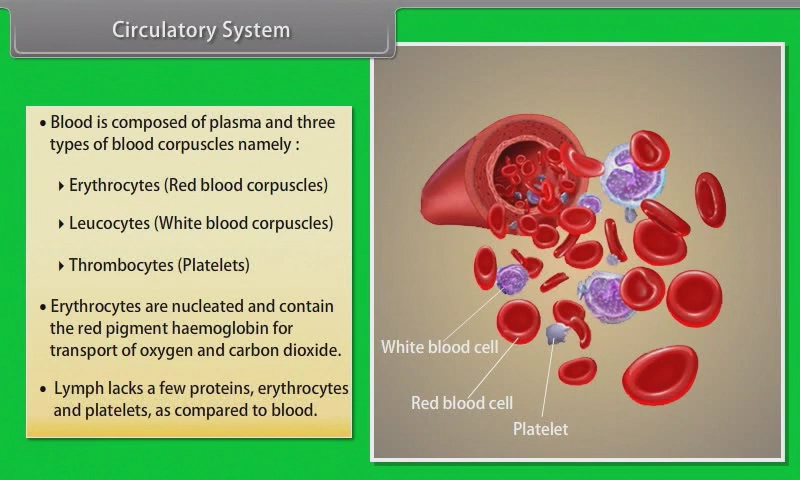 Circulatory System
• Blood is composed of plasma and three
types of blood corpuscles namely :
Erythrocytes (Red blood corpuscles)
Leucocytes (White blood corpuscles)
Thrombocytes (Platelets)
• Erythrocytes are nucleated and contain
the red pigment haemoglobin for
transport of oxygen and carbon dioxide.
• Lymph lacks a few proteins, erythrocytes
and platelets, as compared to blood.
White blood cell
Red blood cell
Platelet